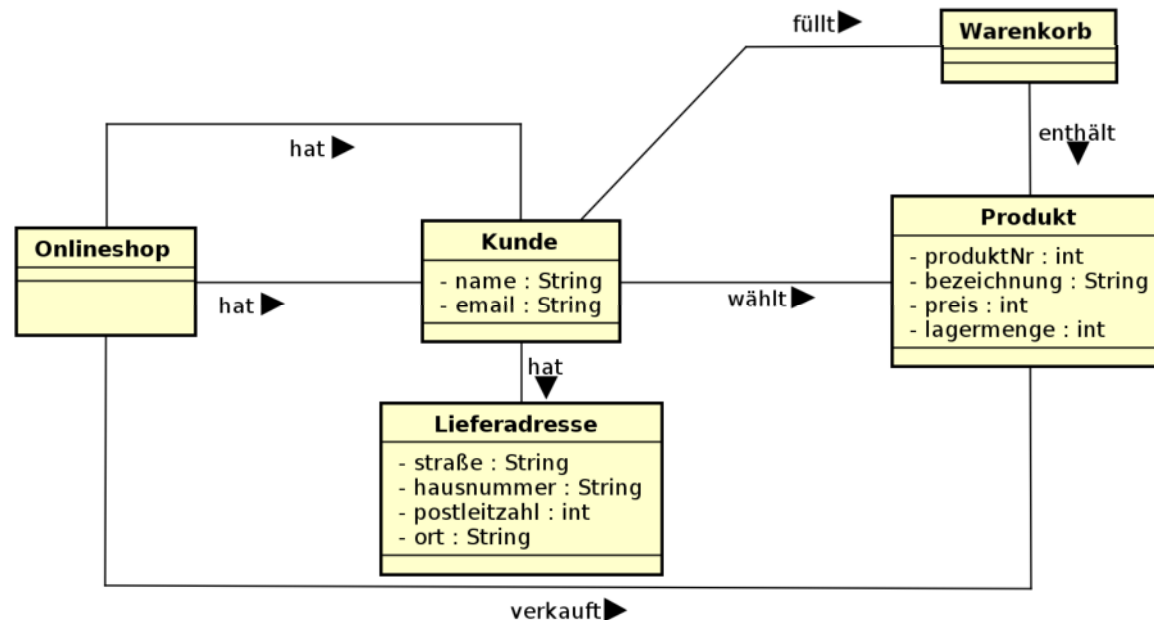 füllt
Warenkorb
hat
enthält
Onlineshop
Kunde
- name : String
- email : String
Produkt
- produktNr : int
- bezeichnung : String
- preis : int
- lagermenge : int
hat
wählt
hat
Lieferadresse
- straße : String
- hausnummer : String
- postleitzahl : int
- ort : String
verkauft